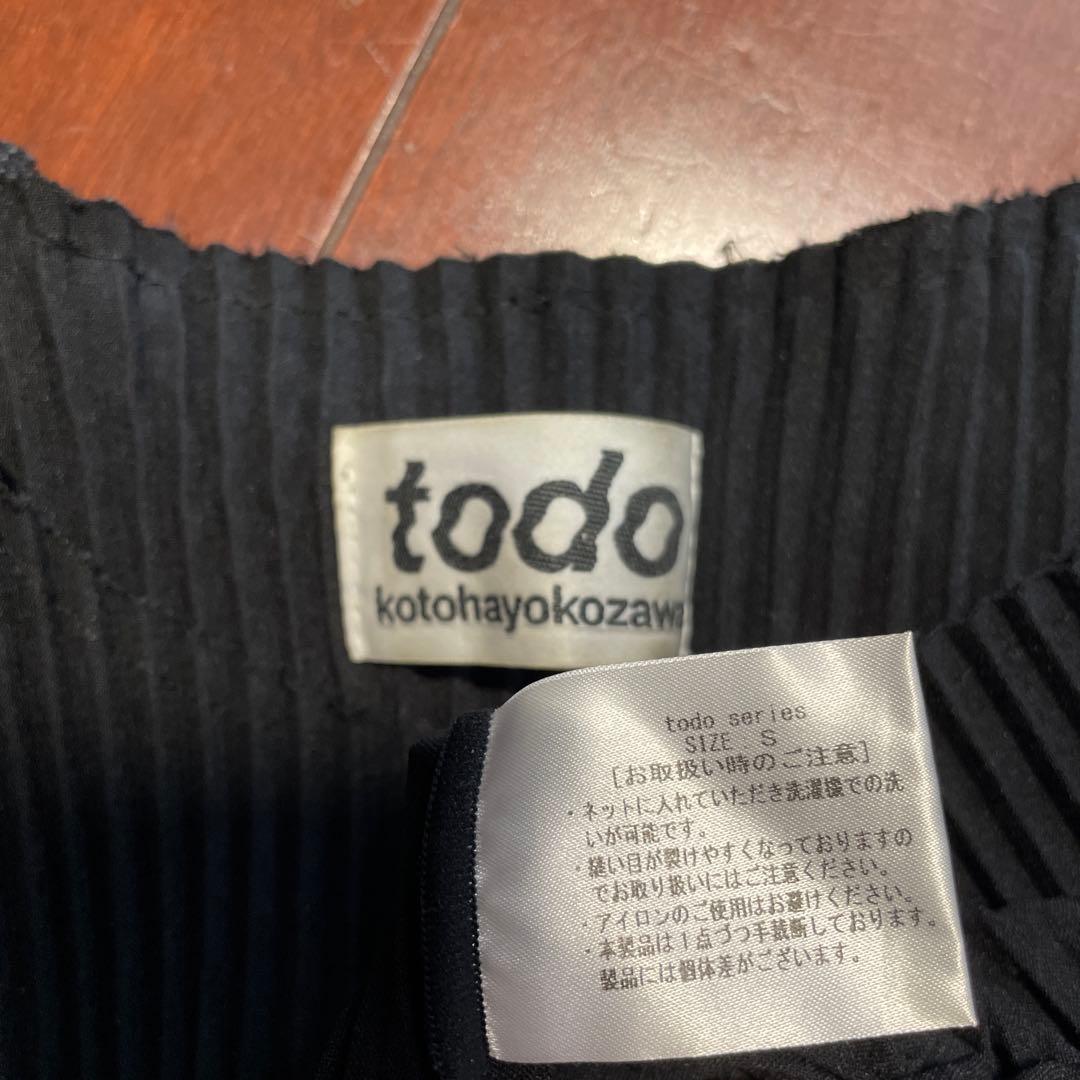 todo
kotohayokozawa
todo series
SIZE S
[お取扱い時のご注意]
・ネットに入れていただき洗濯機での洗
いが可能です。
・縫い目が裂けやすくなっておりますの
でお取り扱いにはご注意ください。
・アイロンのご使用はお避けください。
・本製品は1点づつ手裁断しております。
製品には個体差がございます。